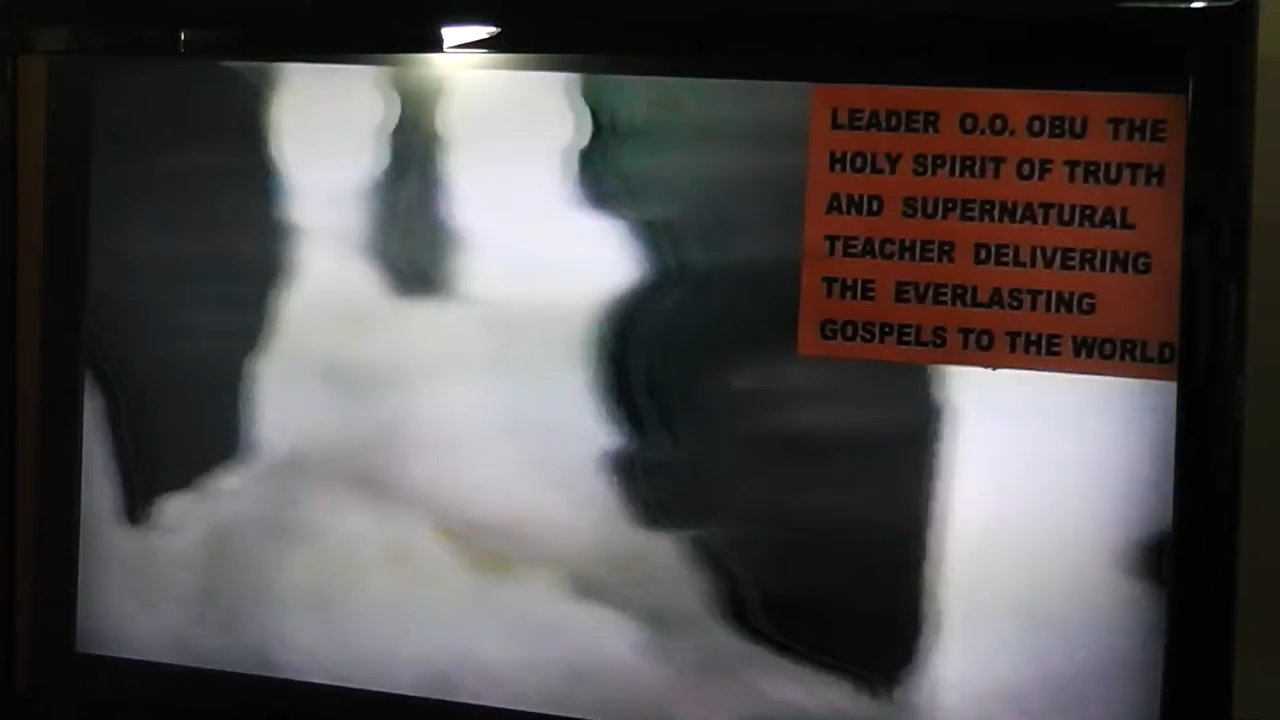 LEADER O.O. OBU THE
HOLY SPIRIT OF TRUTH
AND SUPERNATURAL
TEACHER DELIVERING
THE EVERLASTING
GOSPELS TO THE WORLD